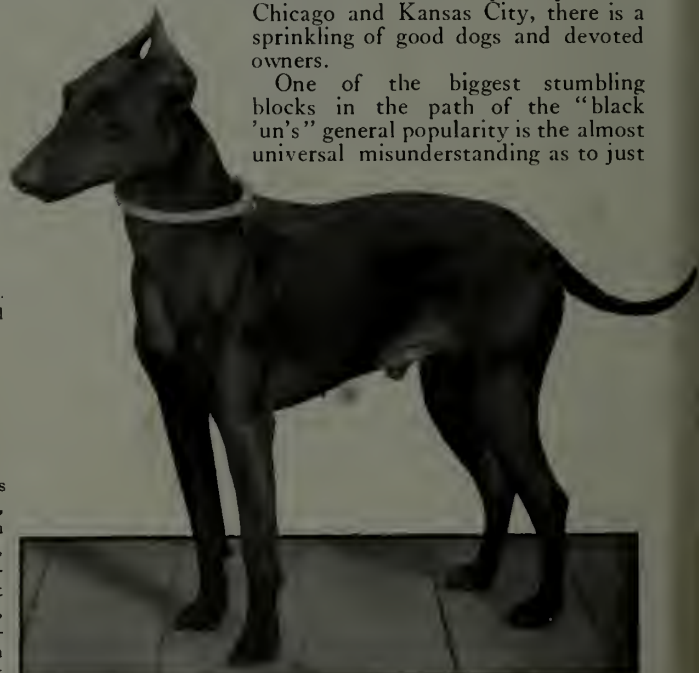 Chicago and Kansas City, there is a
sprinkling of good dogs and devoted
owners.
One of the biggest stumbling
blocks in the path of the "black
'un's" general popularity is the almost
universal misunderstanding as to just